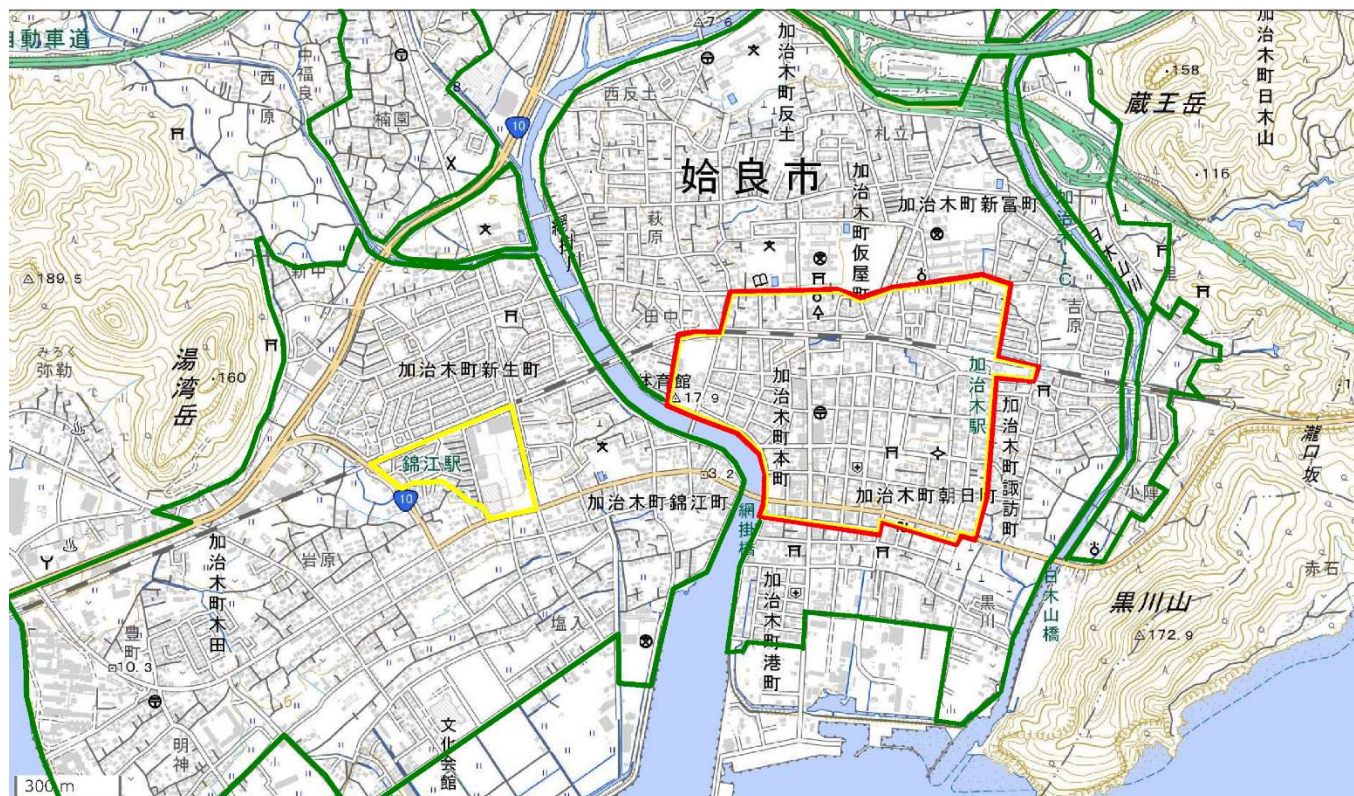 自動車道
中福良
西原
楠園
10
8
西反土
7.6
加治木町反土
札立
158
蔵王岳
加治木町日木山
116
姶良市
加治木町新富町
加治木町仮屋町
萩原
網掛川
加治木IC
日木山川
里
吉原
189.5
新中
みろく
弥勒
湯湾岳
160
加治木町新生町
田中
体育館
17.9
加治木町本町
加治木駅
加治木町諏訪町
瀧口坂
錦江駅
10
3.2
加治木町錦江町
加治木町朝日町
網掛橋
小陣
赤石
岩原
加治木町木田
加治木町港町
黒川
日木山橋
黒川山
172.9
豊町
10.3
塩入
5
明神
文化会館
300 m